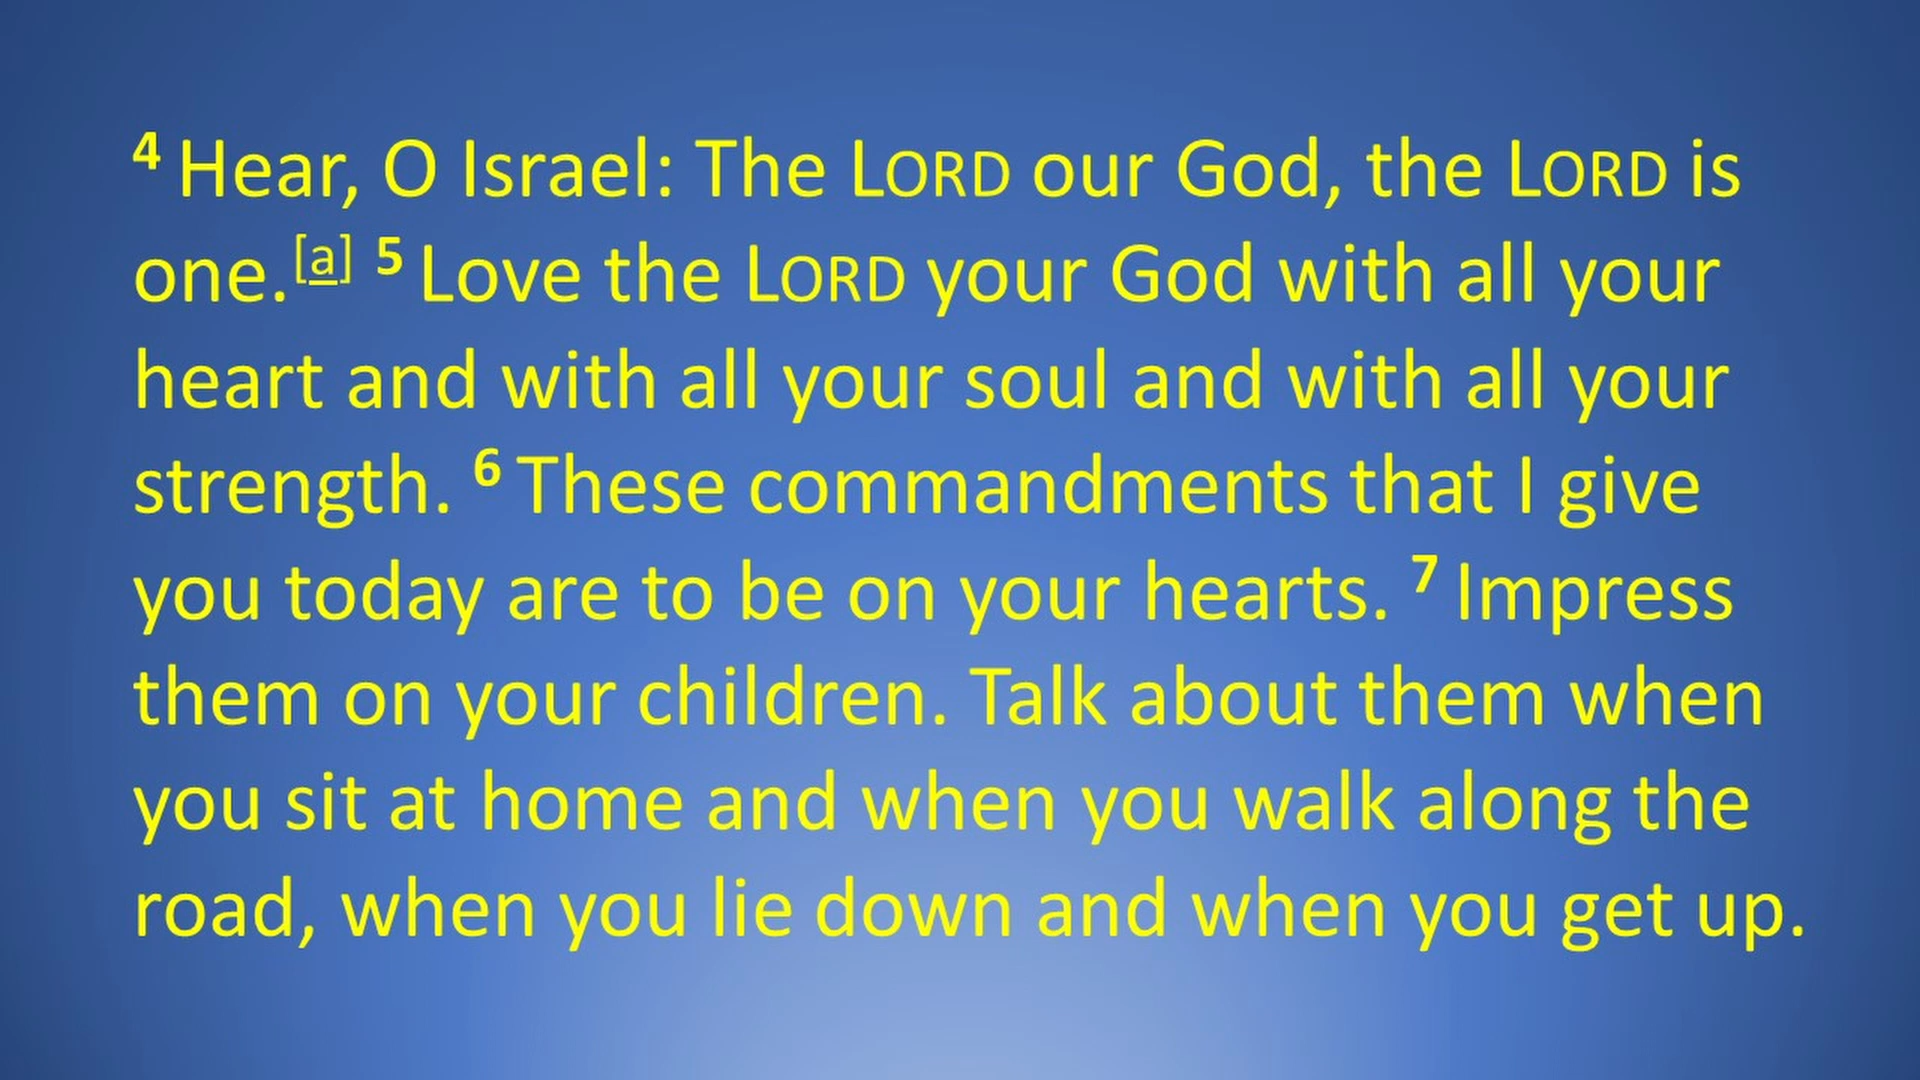 4 Hear, O Israel: The LORD our God, the LORD is
one.[a] 5 Love the LORD your God with all your
heart and with all your soul and with all your
strength. 6 These commandments that I give
you today are to be on your hearts. 7 Impress
them on your children. Talk about them when
you sit at home and when you walk along the
road, when you lie down and when you get up.